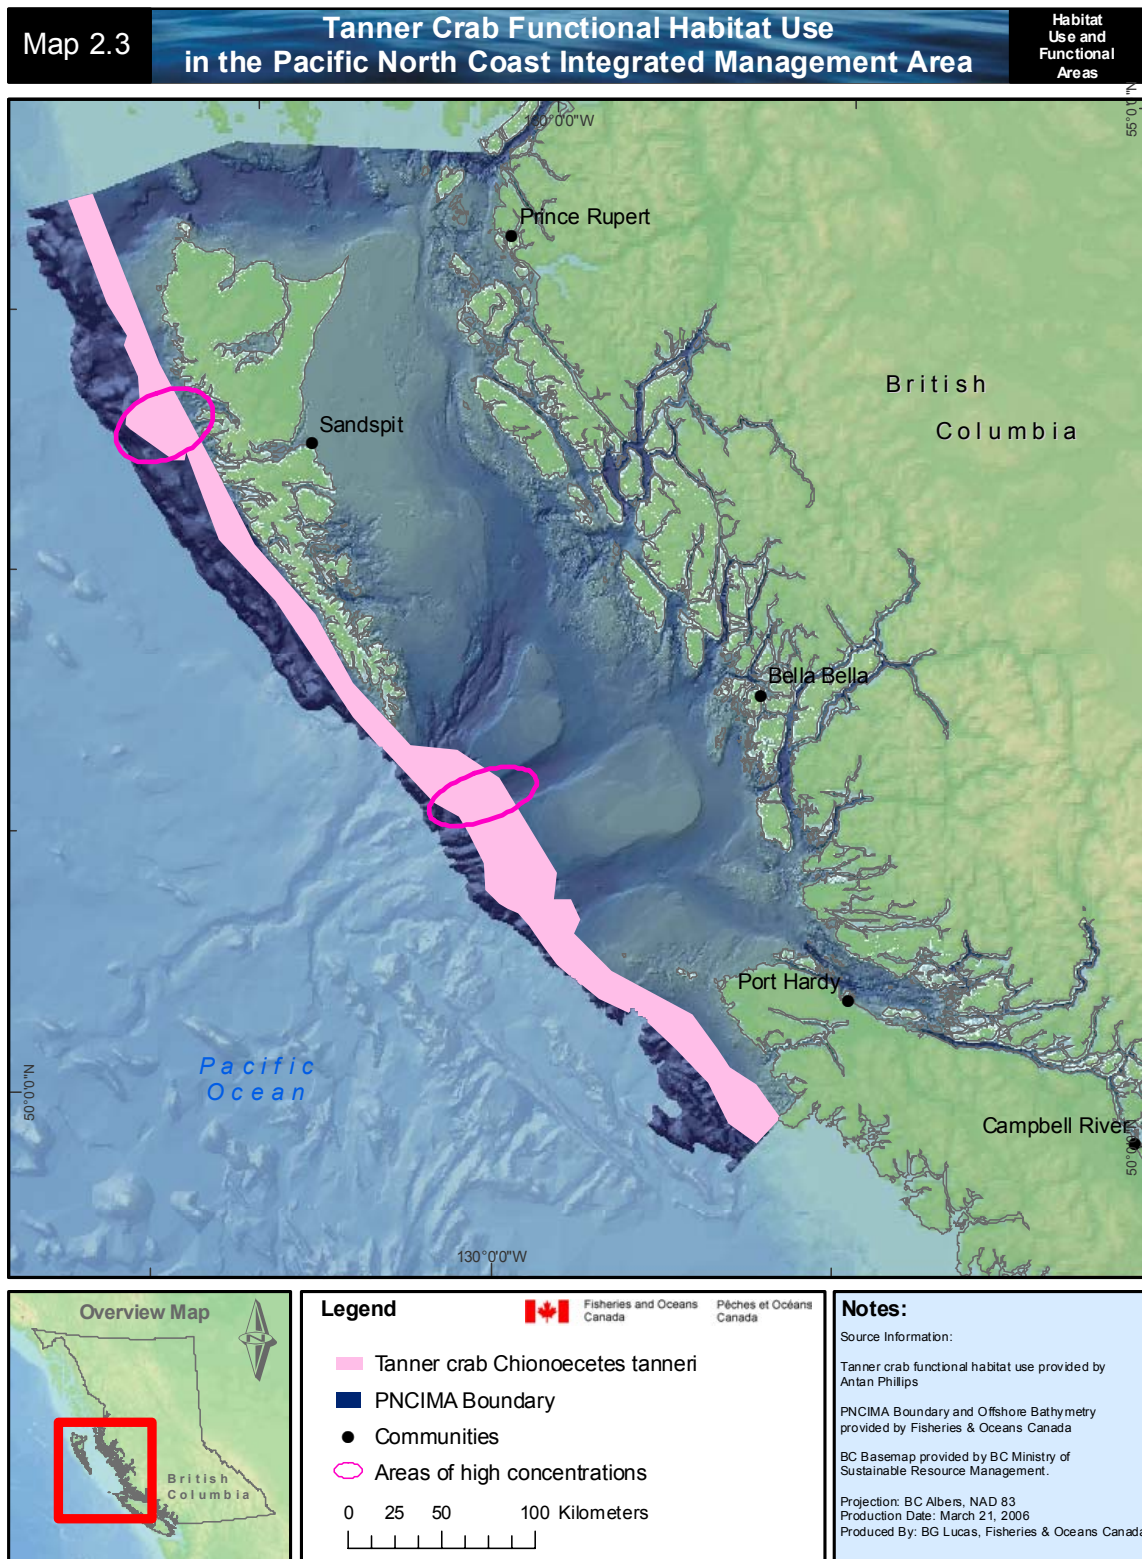 Map 2.3
Tanner Crab Functional Habitat Use
in the Pacific North Coast Integrated Management Area
Habitat
Use and
Functional
Areas
130°0'0"W
55°0'0"N
Prince Rupert
British
Columbia
Sandspit
Bella Bella
Port Hardy
Pacific
Ocean
50°0'0"N
Campbell River
50°0'0"N
130°0'0"W
Overview Map
N
British
Columbia
Legend
Fisheries and Oceans
Canada
Pêches et Océans
Canada
Tanner crab Chionoecetes tanneri
PNCIMA Boundary
Communities
Areas of high concentrations
0 25 50 100 Kilometers
Notes:
Source Information:
Tanner crab functional habitat use provided by
Antan Phillips
PNCIMA Boundary and Offshore Bathymetry
provided by Fisheries & Oceans Canada
BC Basemap provided by BC Ministry of
Sustainable Resource Management.
Projection: BC Albers, NAD 83
Production Date: March 21, 2006
Produced By: BG Lucas, Fisheries & Oceans Canada